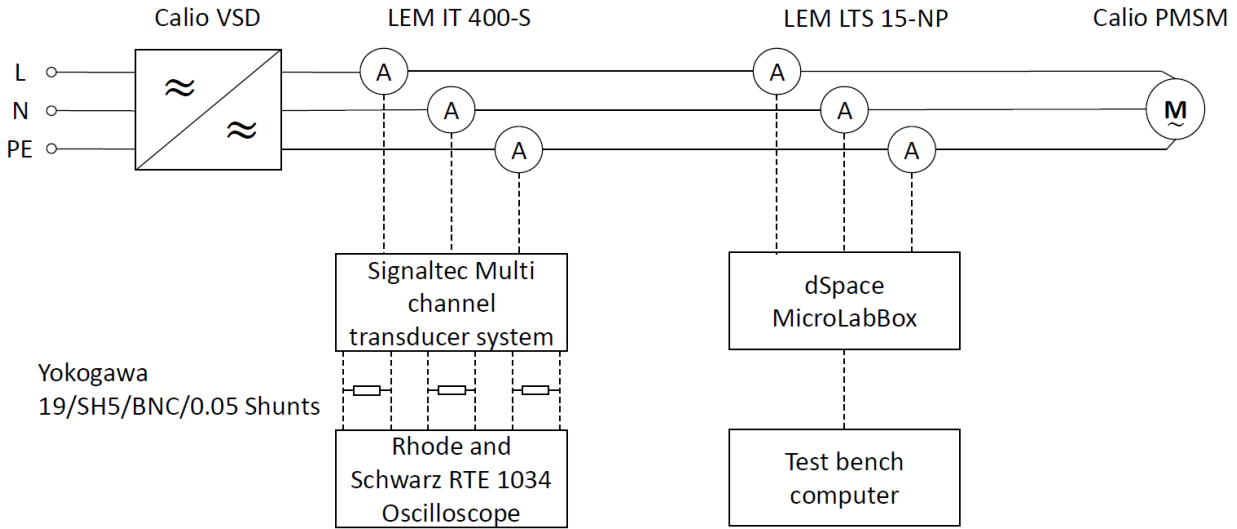 Calio VSD
LEM IT 400-S
LEM LTS 15-NP
Calio PMSM
L
N
PE
≈
≈
A
A
A
A
A
A
M
~
Signaltec Multi
channel
transducer system
dSpace
MicroLabBox
Yokogawa
19/SH5/BNC/0.05 Shunts
Rhode and
Schwarz RTE 1034
Oscilloscope
Test bench
computer